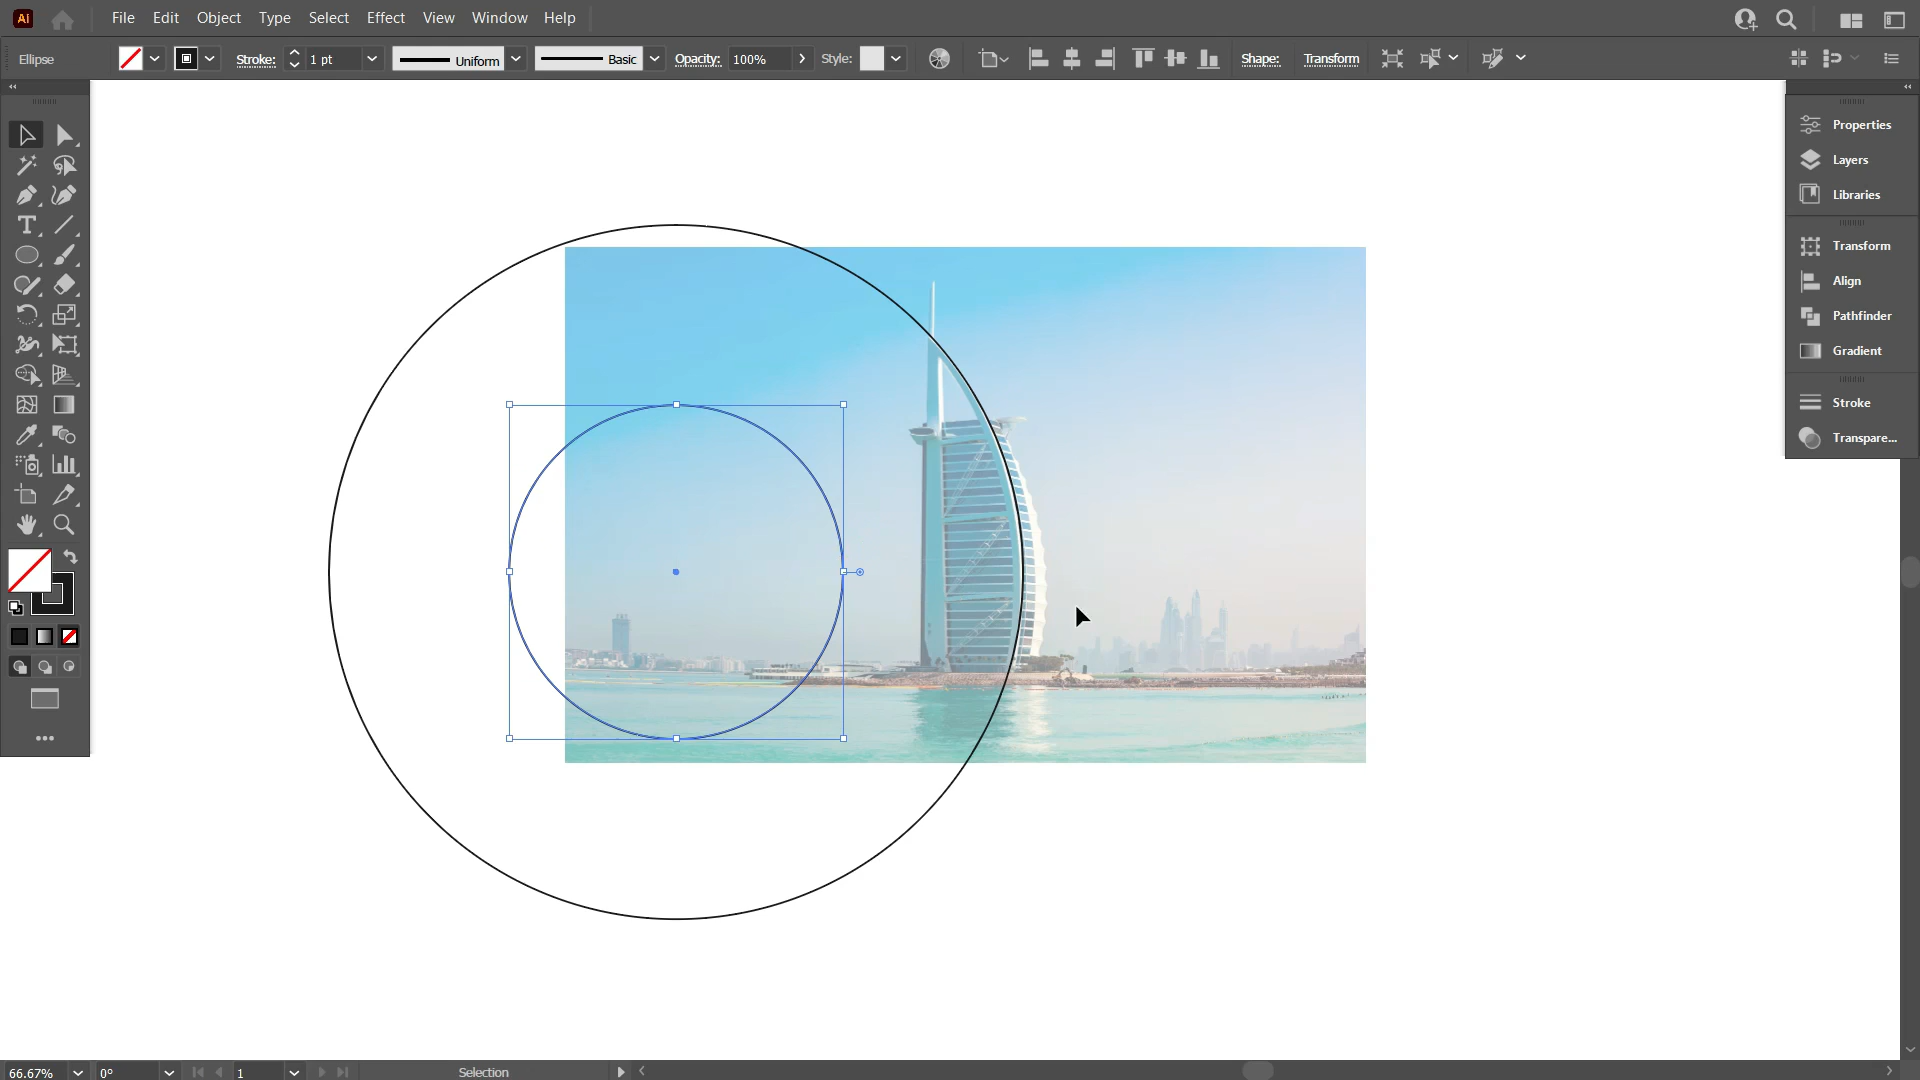 Ai File Edit Object Type Select Effect View Window Help
Ellipse Stroke: 1 pt Uniform Basic Opacity: 100% Style: Shape: Transform
Properties
Layers
Libraries
Transform
Align
Pathfinder
Gradient
Stroke
Transpare...
66.67% 0° 1 Selection